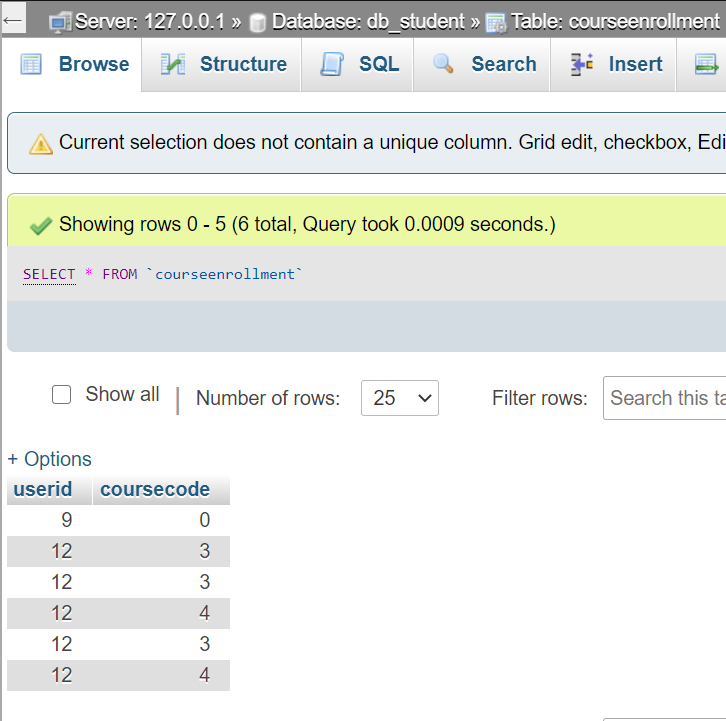 Server: 127.0.0.1 » Database: db_student » Table: courseenrollment
Browse Structure SQL Search Insert
Current selection does not contain a unique column. Grid edit, checkbox, Edi
Showing rows 0 - 5 (6 total, Query took 0.0009 seconds.)
SELECT * FROM `courseenrollment`
Show all | Number of rows: 25 Filter rows: Search this ta
+ Options
userid coursecode
9 0
12 3
12 3
12 4
12 3
12 4